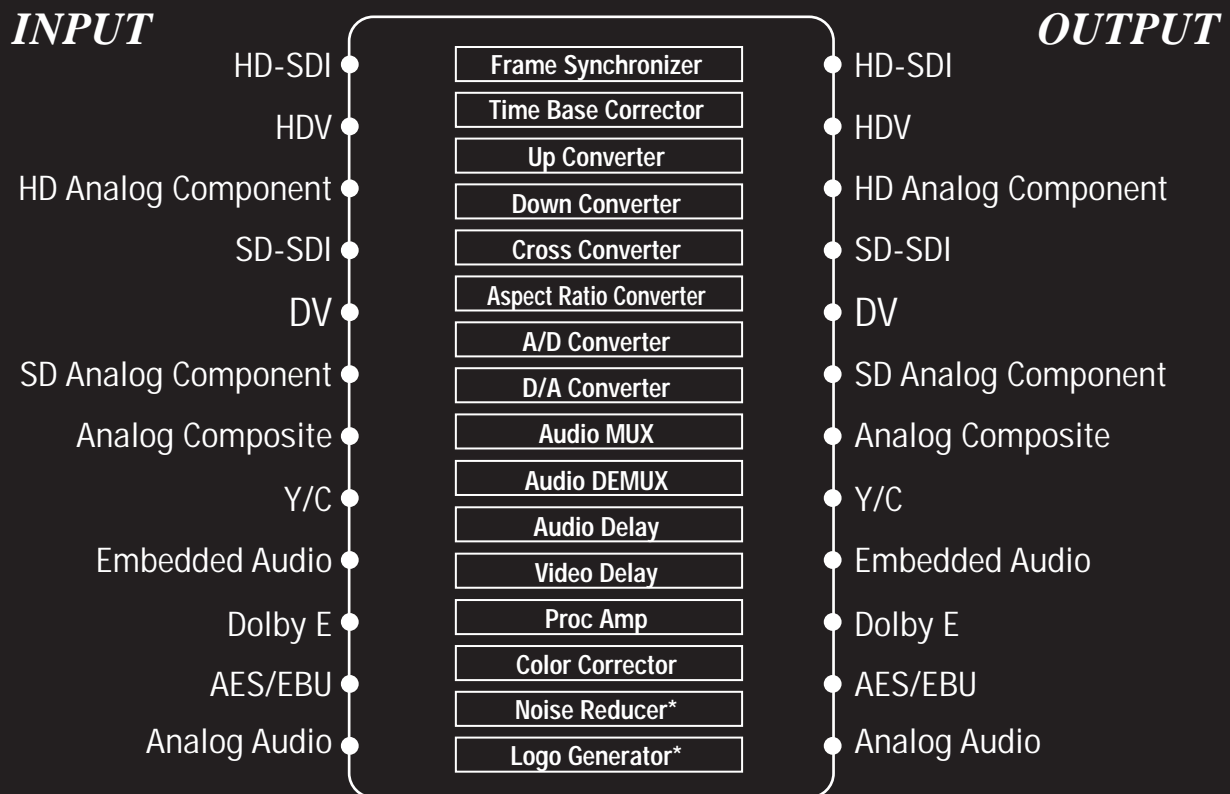 INPUT
HD-SDI
HDV
HD Analog Component
SD-SDI
DV
SD Analog Component
Analog Composite
Y/C
Embedded Audio
Dolby E
AES/EBU
Analog Audio
Frame Synchronizer
Time Base Corrector
Up Converter
Down Converter
Cross Converter
Aspect Ratio Converter
A/D Converter
D/A Converter
Audio MUX
Audio DEMUX
Audio Delay
Video Delay
Proc Amp
Color Corrector
Noise Reducer*
Logo Generator*
OUTPUT
HD-SDI
HDV
HD Analog Component
SD-SDI
DV
SD Analog Component
Analog Composite
Y/C
Embedded Audio
Dolby E
AES/EBU
Analog Audio